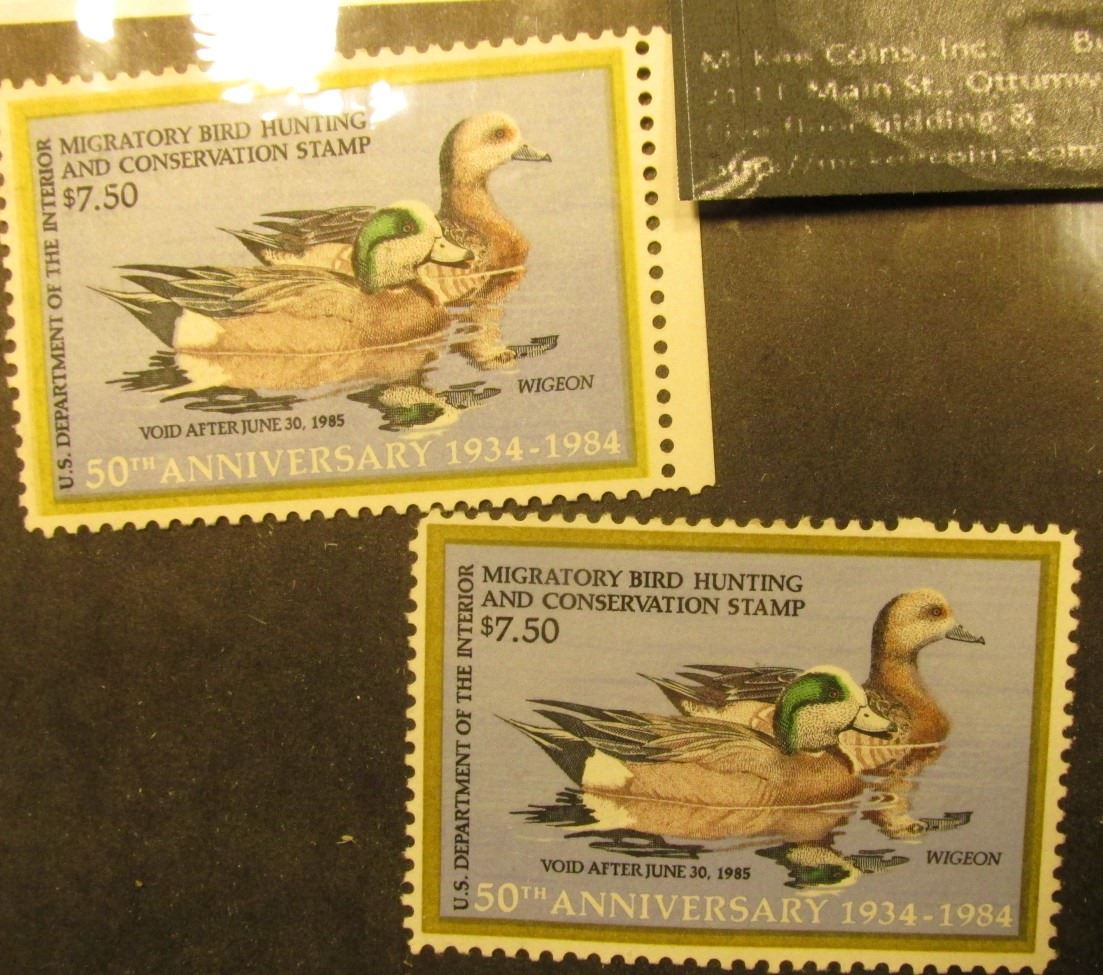 MIGRATORY BIRD HUNTING
AND CONSERVATION STAMP
$7.50
U.S. DEPARTMENT OF THE INTERIOR
WIGEON
VOID AFTER JUNE 30, 1985
50TH ANNIVERSARY 1934-1984
Coins, Inc.
Main St.,
MIGRATORY BIRD HUNTING
AND CONSERVATION STAMP
$7.50
U.S. DEPARTMENT OF THE INTERIOR
WIGEON
VOID AFTER JUNE 30, 1985
50TH ANNIVERSARY 1934-1984